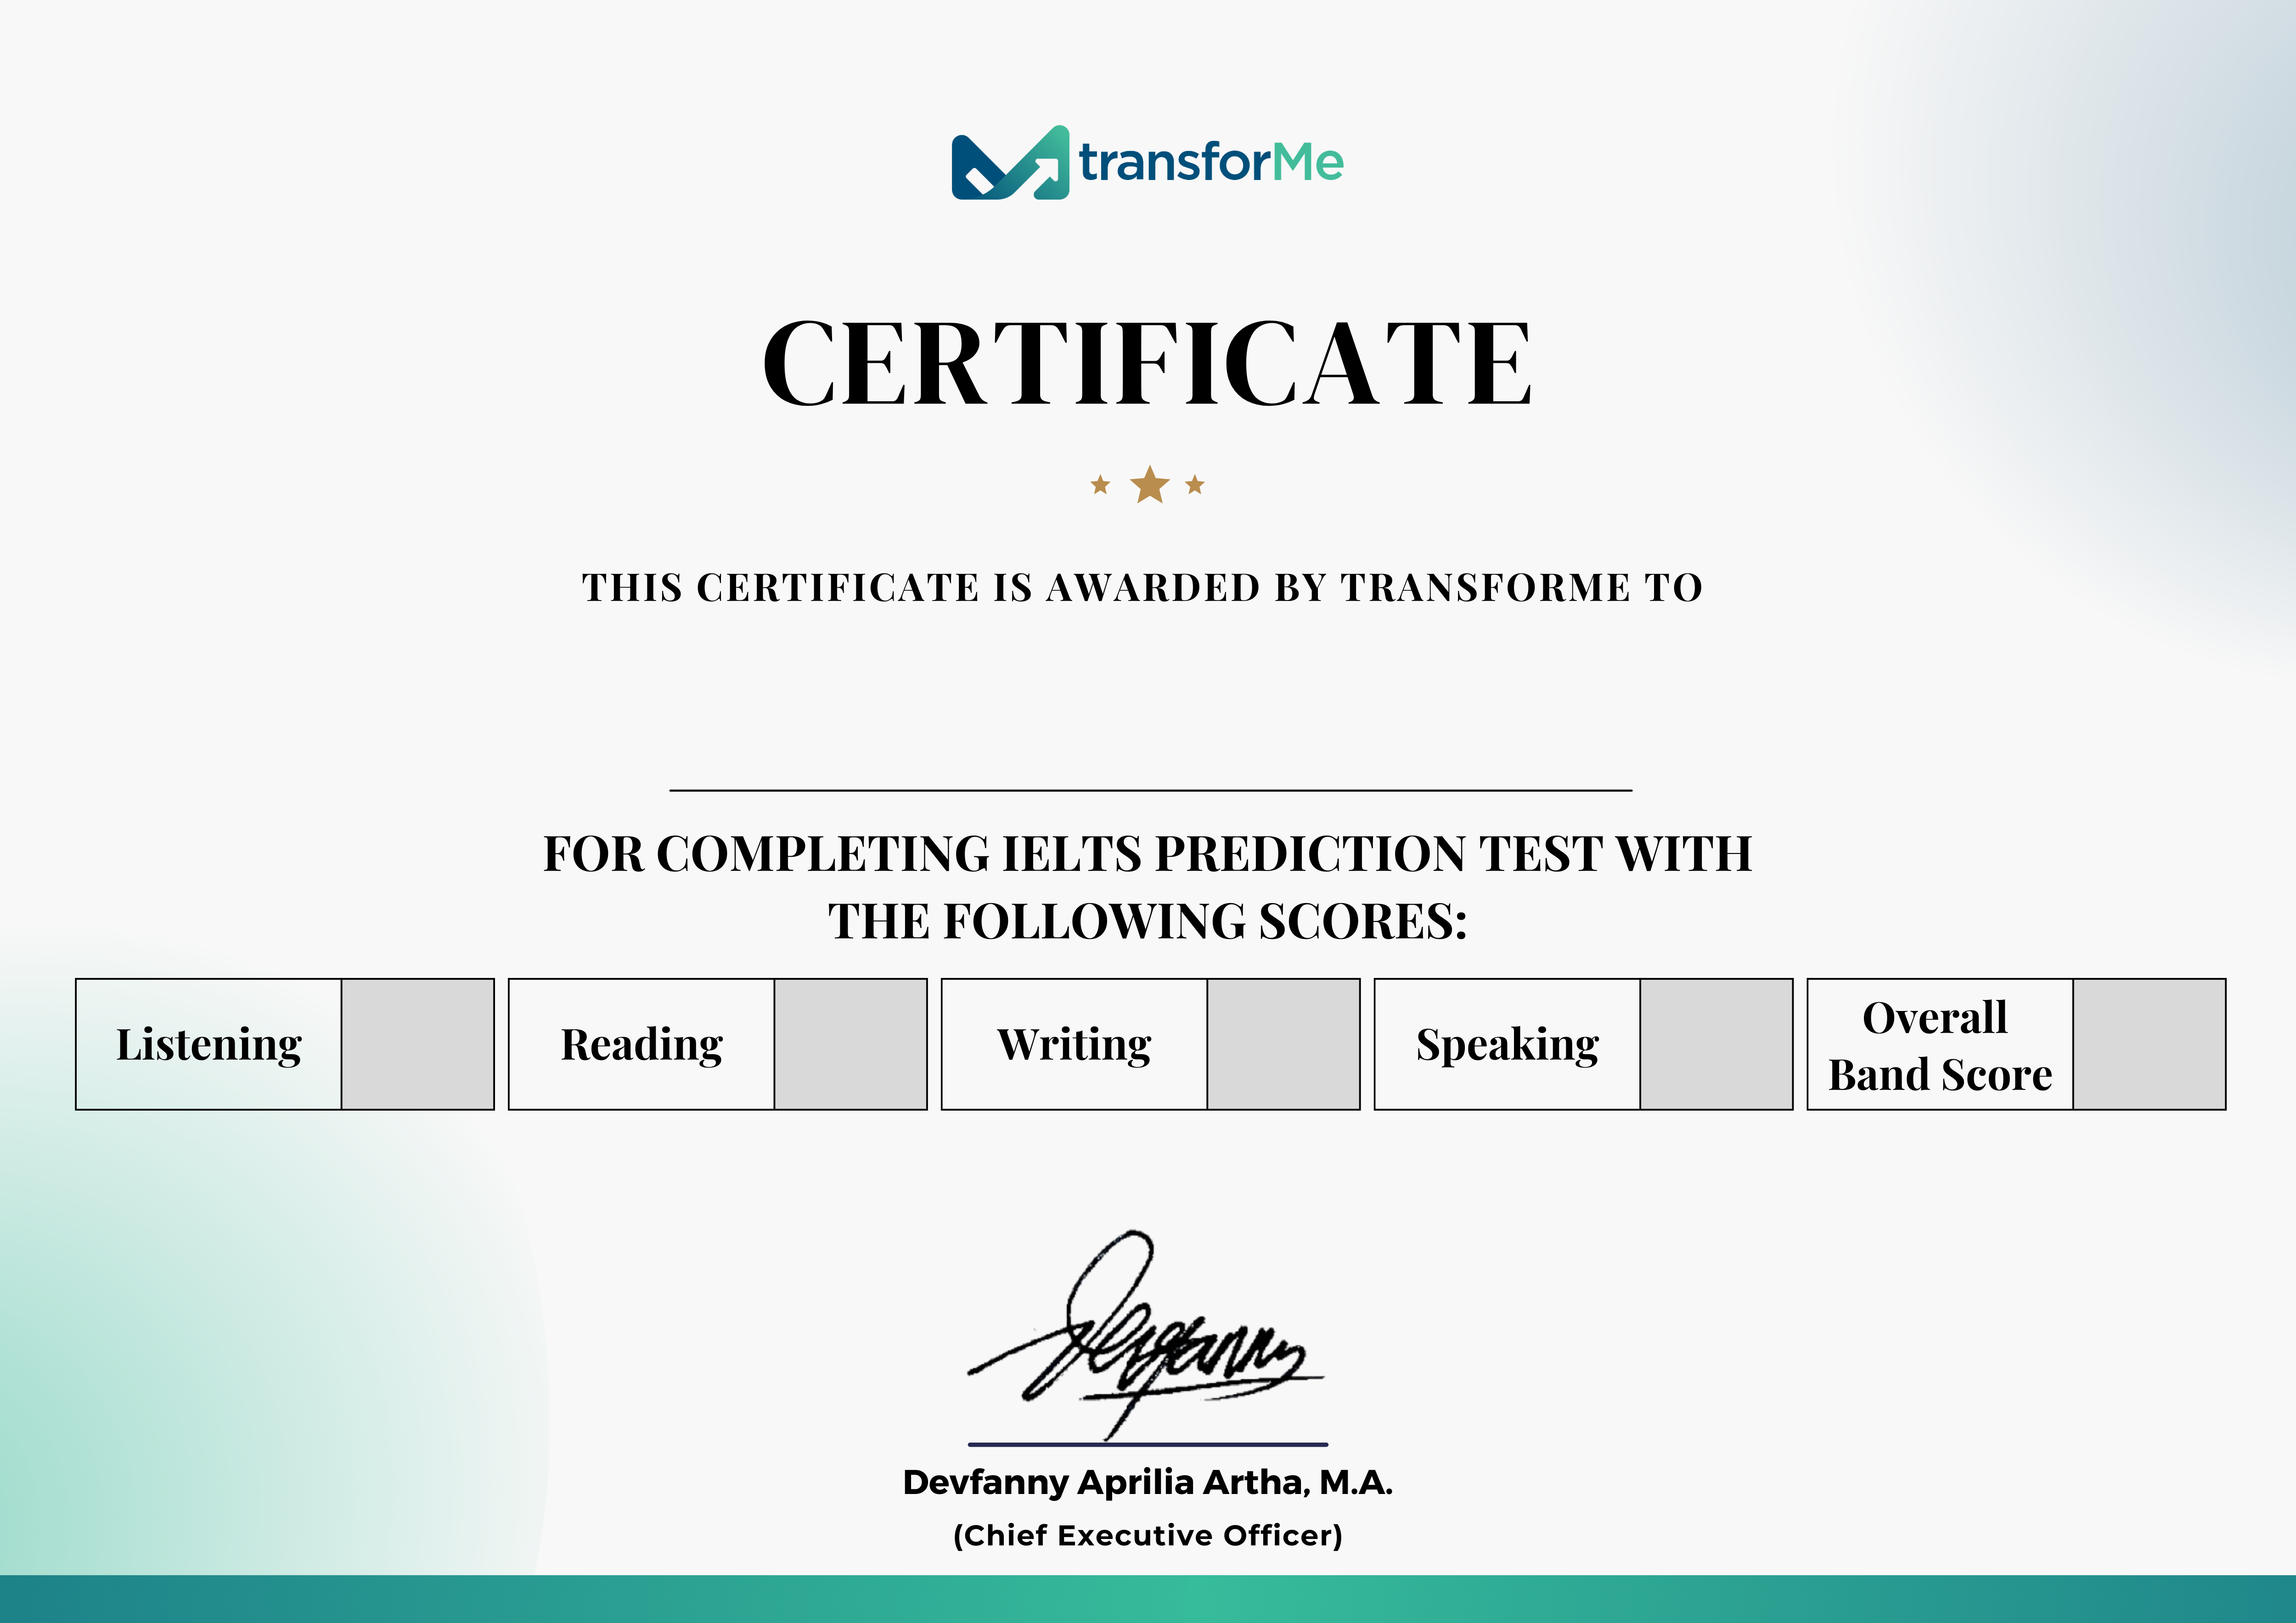 transforMe
CERTIFICATE
THIS CERTIFICATE IS AWARDED BY TRANSFORME TO
FOR COMPLETING IELTS PREDICTION TEST WITH
THE FOLLOWING SCORES:
Listening
Reading
Writing
Speaking
Overall
Band Score
Devfanny
Devfanny Aprilia Artha, M.A.
(Chief Executive Officer)